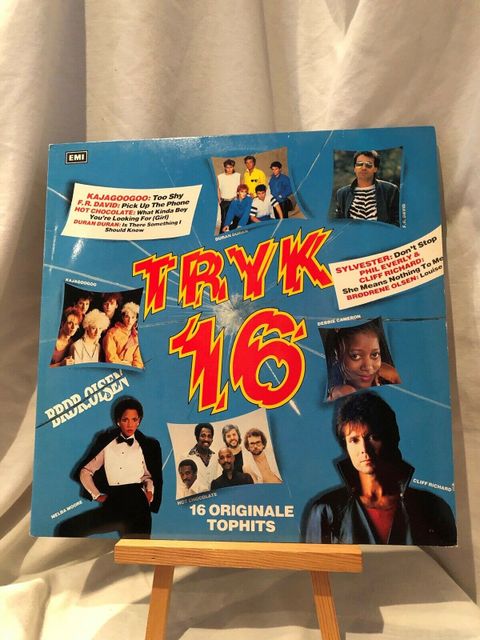 EMI
KAJAGOOGOO: Too Shy
F.R. DAVID: Pick Up The Phone
HOT CHOCOLATE: What Kinda Boy
You're Looking For (Girl)
DURAN DURAN: Is There Something I
Should Know
DURAN DURAN
F.R. DAVID
TRYK
16
SYLVESTER: Don't Stop
PHIL EVERLY &
CLIFF RICHARD:
She Means Nothing To Me
BRØDRENE OLSEN: Louise
KAJAGOOGOO
DEBBIE CAMERON
BRDR. OLSEN
MELBA MOORE
HOT CHOCOLATE
CLIFF RICHARD
16 ORIGINALE
TOPHITS